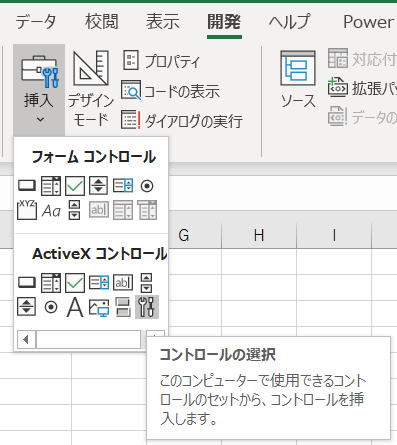 データ 校閲 表示 開発 ヘルプ Power
挿入
デザイン
モード
プロパティ
コードの表示
ダイアログの実行
ソース
対応付
拡張パ
データの
フォーム コントロール
XYZ Aa ab|
ActiveX コントロール
ab|
A
G H I
コントロールの選択
このコンピューターで使用できるコント
ロールのセットから、コントロールを挿
入します。